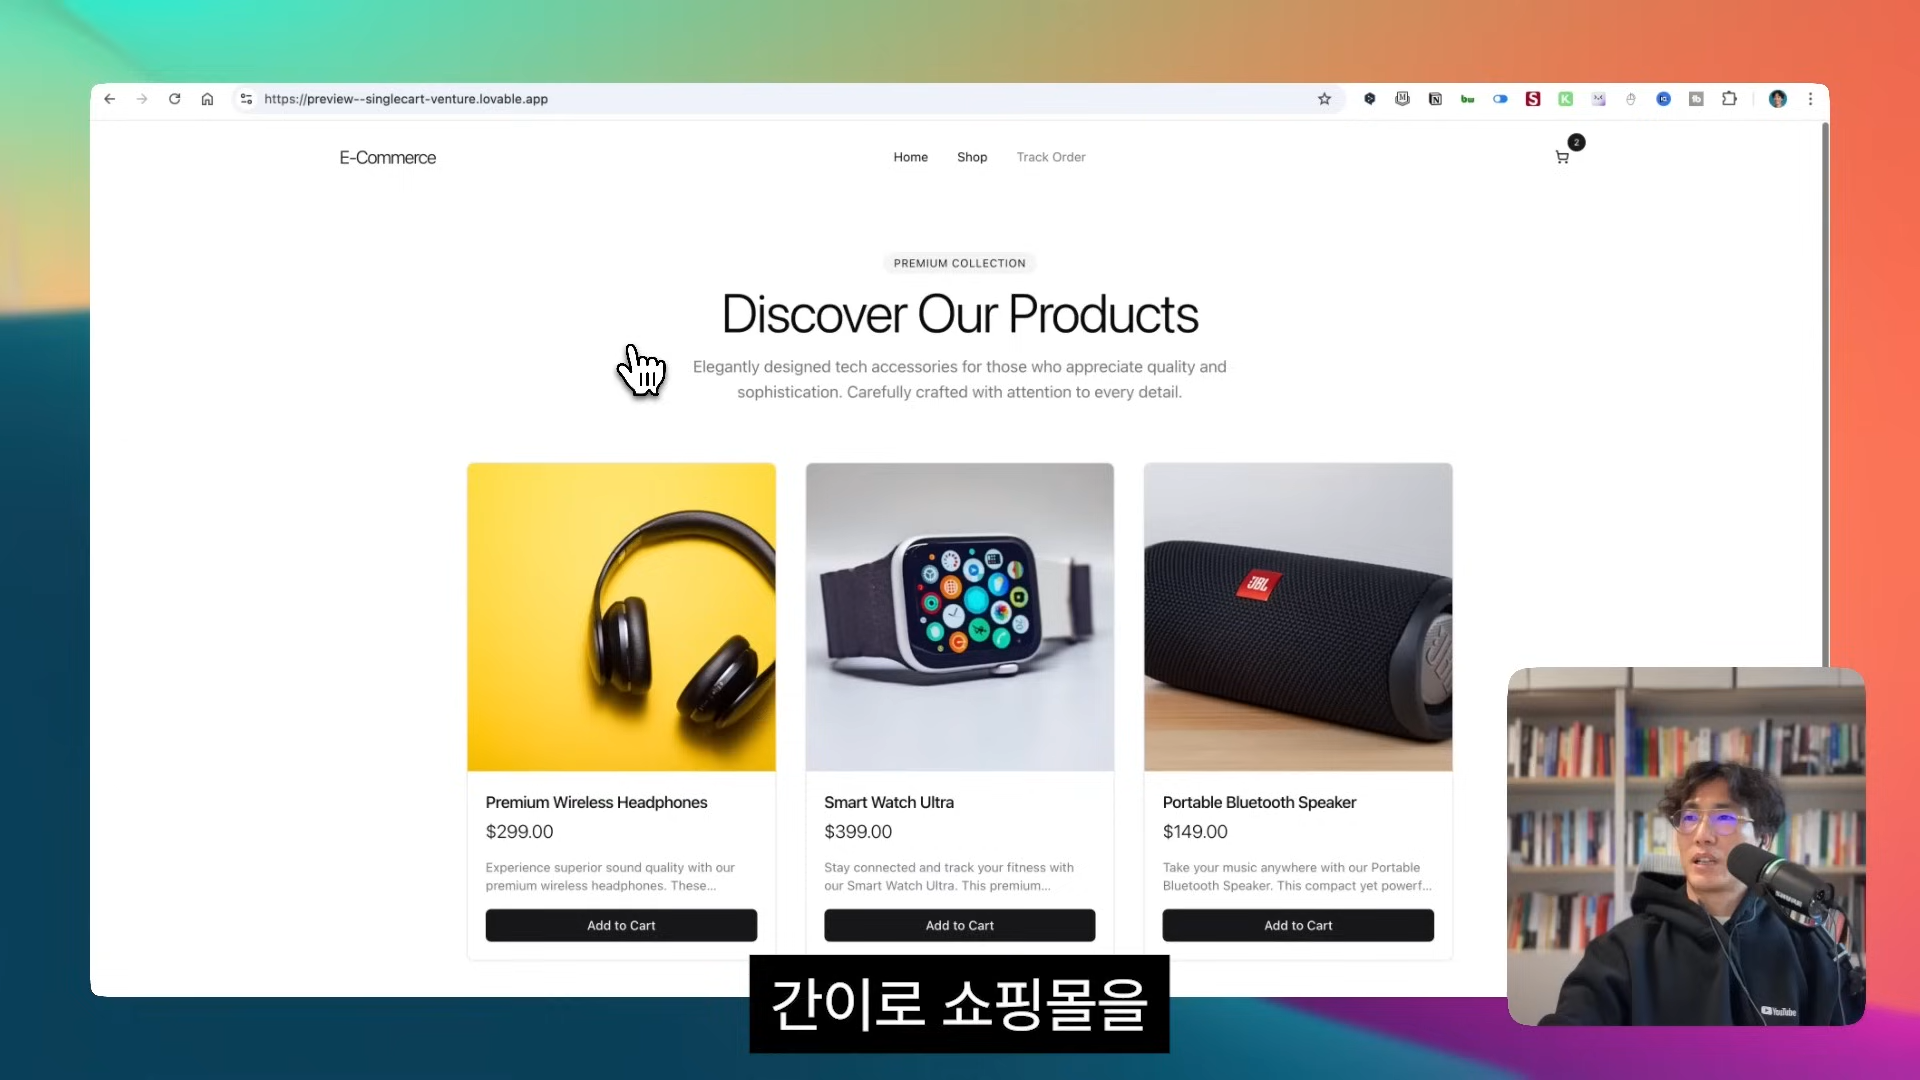 https://preview--singlecart-venture.lovable.app
E-Commerce
Home
Shop
Track Order
2
PREMIUM COLLECTION
Discover Our Products
Elegantly designed tech accessories for those who appreciate quality and
sophistication. Carefully crafted with attention to every detail.
JBL
Premium Wireless Headphones
$299.00
Experience superior sound quality with our
premium wireless headphones. These...
Add to Cart
Smart Watch Ultra
$399.00
Stay connected and track your fitness with
our Smart Watch Ultra. This premium...
Add to Cart
Portable Bluetooth Speaker
$149.00
Take your music anywhere with our Portable
Bluetooth Speaker. This compact yet powerf...
Add to Cart
SHURE
YouTube
간이로 쇼핑몰을